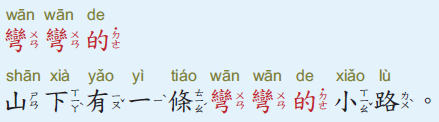 wān wān de
彎ㄨㄢ彎ㄨㄢ的˙ㄉㄜ
shān xià yǎo yì tiáo wān wān de xiǎo lù
山ㄕㄢ下ㄒㄧㄚˋ有ㄧㄡˇ一ㄧˋ條ㄊㄧㄠˊ彎ㄨㄢ彎ㄨㄢ的˙ㄉㄜ小ㄒㄧㄠˇ路ㄌㄨˋ。